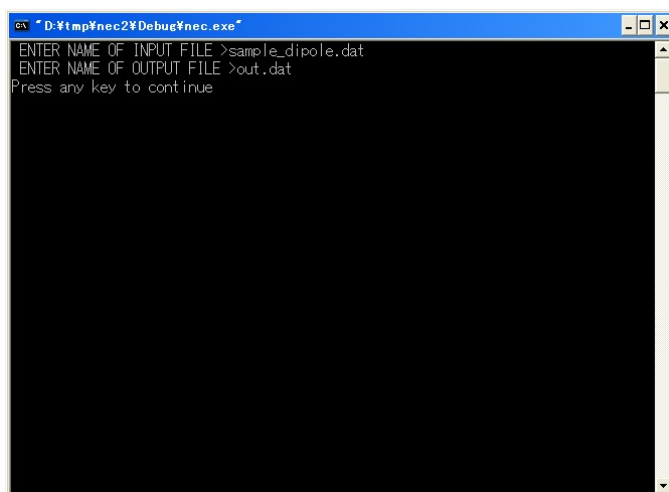 "D:¥tmp¥nec2¥Debug¥nec.exe"
ENTER NAME OF INPUT FILE >sample_dipole.dat
ENTER NAME OF OUTPUT FILE >out.dat
Press any key to continue